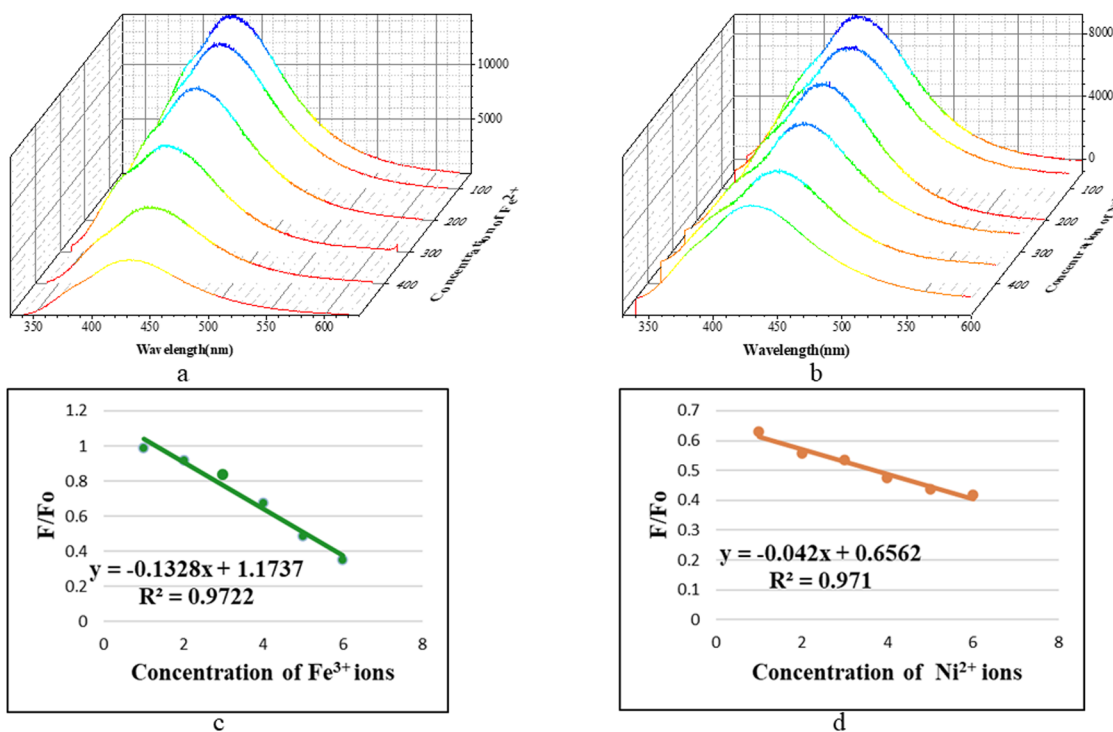 10000
5000
100
200
300
400
Concentration of Fe2+
350 400 450 500 550 600
Wavelength(nm)
a
8000
4000
0
100
200
300
400
Concentration of
350 400 450 500 550 600
Wavelength(nm)
b
1.2
1
0.8
0.6
0.4
0.2
0
0 2 4 6 8
F/Fo
y = -0.1328x + 1.1737
R² = 0.9722
Concentration of Fe³⁺ ions
c
0.7
0.6
0.5
0.4
0.3
0.2
0.1
0
0 2 4 6 8
F/Fo
y = -0.042x + 0.6562
R² = 0.971
Concentration of Ni²⁺ ions
d